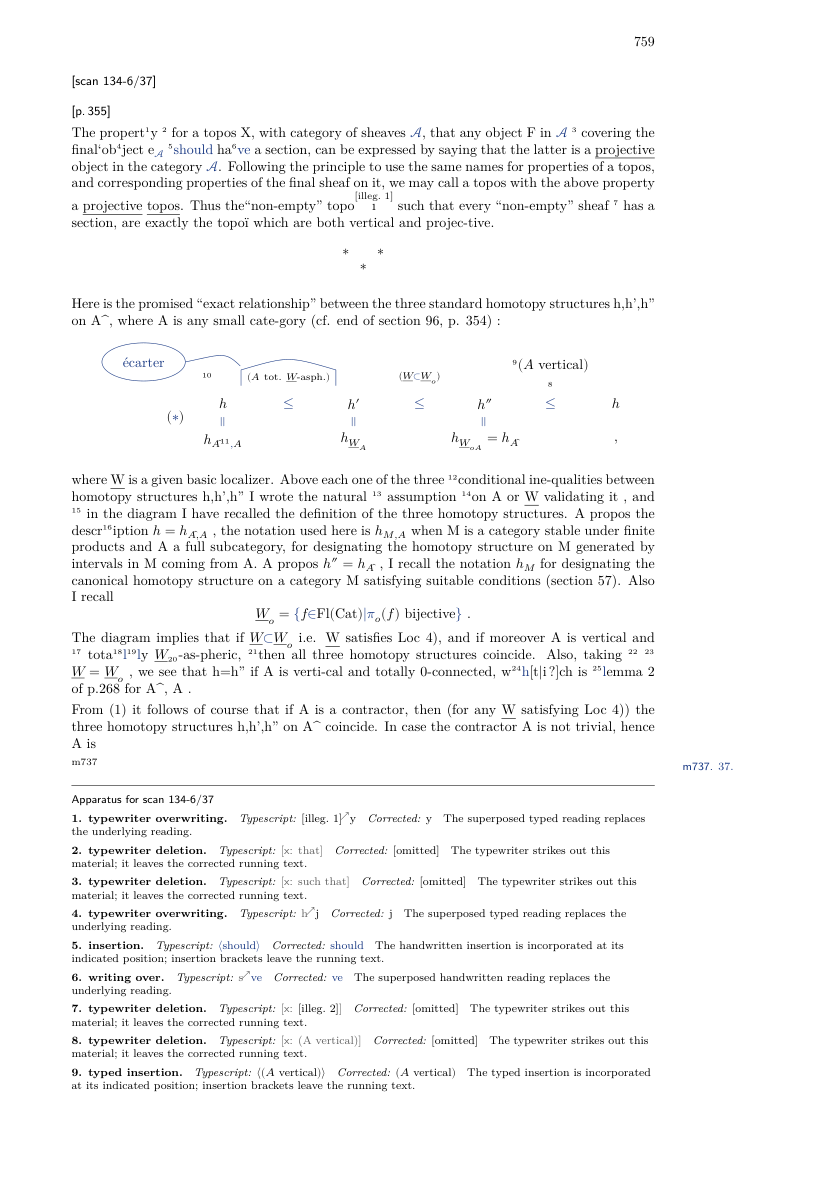 759
[scan 134-6/37]
[p. 355]
The propert¹y ² for a topos X, with category of sheaves 𝒜, that any object F in 𝒜 ³ covering the
final‘ob⁴ject e_𝒜 ⁵should ha⁶ve a section, can be expressed by saying that the latter is a projective
object in the category 𝒜. Following the principle to use the same names for properties of a topos,
and corresponding properties of the final sheaf on it, we may call a topos with the above property
a projective topos. Thus the“non-empty” topo[illeg. 1] ı such that every “non-empty” sheaf ⁷ has a
section, are exactly the topoï which are both vertical and projec-tive.
* *
*
Here is the promised “exact relationship” between the three standard homotopy structures h,h’,h”
on A⌒, where A is any small cate-gory (cf. end of section 96, p. 354) :
écarter ¹⁰ (A tot. W-asph.) (W⊂W_o) ⁹(A vertical)
⁸
(∗) h ≤ h′ ≤ h″ ≤ h
॥ ॥ ॥
h_A⌒¹¹,A h_W_A h_W_oA = h_A⌒ ,
where W is a given basic localizer. Above each one of the three ¹²conditional ine-qualities between
homotopy structures h,h’,h” I wrote the natural ¹³ assumption ¹⁴on A or W validating it , and
¹⁵ in the diagram I have recalled the definition of the three homotopy structures. A propos the
descr¹⁶iption h = h_A⌒,A , the notation used here is h_M,A when M is a category stable under finite
products and A a full subcategory, for designating the homotopy structure on M generated by
intervals in M coming from A. A propos h″ = h_A⌒ , I recall the notation h_M for designating the
canonical homotopy structure on a category M satisfying suitable conditions (section 57). Also
I recall
W_o = {f∈Fl(Cat)|π_o(f) bijective} .
The diagram implies that if W⊂W_o i.e. W satisfies Loc 4), and if moreover A is vertical and
¹⁷ tota¹⁸l¹⁹ly W₂₀-as-pheric, ²¹then all three homotopy structures coincide. Also, taking ²² ²³
W = W_o , we see that h=h” if A is verti-cal and totally 0-connected, w²⁴h[t|i ?]ch is ²⁵lemma 2
of p.268 for A⌒, A .
From (1) it follows of course that if A is a contractor, then (for any W satisfying Loc 4)) the
three homotopy structures h,h’,h” on A⌒ coincide. In case the contractor A is not trivial, hence
A is
m737
m737. 37.
Apparatus for scan 134-6/37
1. typewriter overwriting. Typescript: [illeg. 1]↗y Corrected: y The superposed typed reading replaces
the underlying reading.
2. typewriter deletion. Typescript: [x: that] Corrected: [omitted] The typewriter strikes out this
material; it leaves the corrected running text.
3. typewriter deletion. Typescript: [x: such that] Corrected: [omitted] The typewriter strikes out this
material; it leaves the corrected running text.
4. typewriter overwriting. Typescript: h↗j Corrected: j The superposed typed reading replaces the
underlying reading.
5. insertion. Typescript: ⟨should⟩ Corrected: should The handwritten insertion is incorporated at its
indicated position; insertion brackets leave the running text.
6. writing over. Typescript: s↗ve Corrected: ve The superposed handwritten reading replaces the
underlying reading.
7. typewriter deletion. Typescript: [x: [illeg. 2]] Corrected: [omitted] The typewriter strikes out this
material; it leaves the corrected running text.
8. typewriter deletion. Typescript: [x: (A vertical)] Corrected: [omitted] The typewriter strikes out this
material; it leaves the corrected running text.
9. typed insertion. Typescript: ⟨(A vertical)⟩ Corrected: (A vertical) The typed insertion is incorporated
at its indicated position; insertion brackets leave the running text.